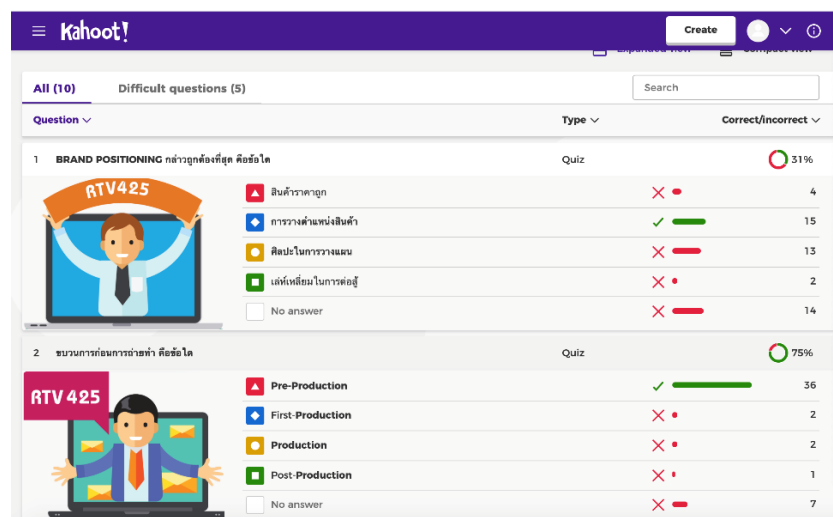 Kahoot!
Create
Expanded view Compact view
All (10) Difficult questions (5) Search
Question Type Correct/incorrect
1 BRAND POSITIONING กล่าวถูกต้องที่สุด คือข้อใด Quiz 31%
RTV425
สินค้าราคาถูก 4
การวางตำแหน่งสินค้า 15
ศิลปะในการวางแผน 13
เล่ห์เหลี่ยมในการต่อสู้ 2
No answer 14
2 ขบวนการก่อนการถ่ายทำ คือข้อใด Quiz 75%
RTV 425
Pre-Production 36
First-Production 2
Production 2
Post-Production 1
No answer 7